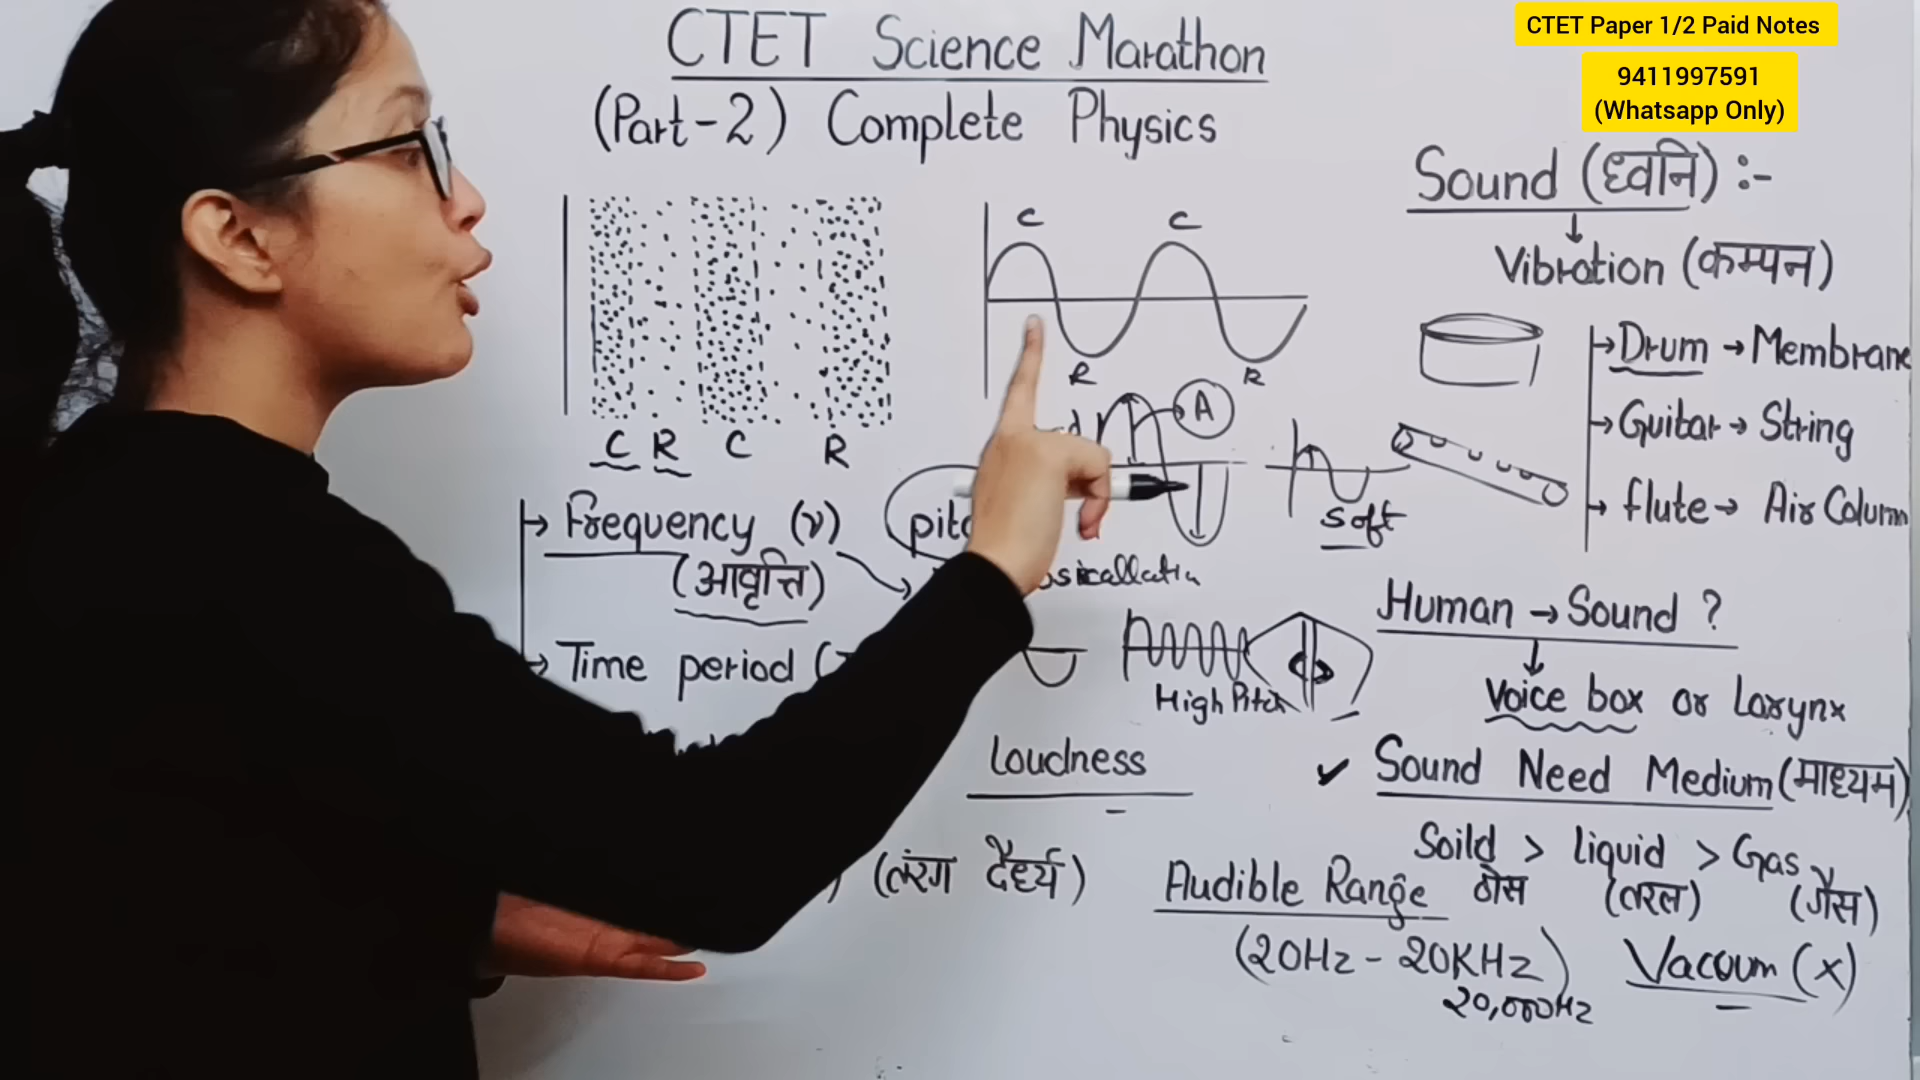 CTET Science Marathon
(Part-2) Complete Physics
CTET Paper 1/2 Paid Notes
9411997591
(Whatsapp Only)
Sound (ध्वनि) :-
Vibration (कम्पन)
Drum → Membrane
Guitar → String
flute → Air Column
C C
R R
C R C R
A
soft
Frequency (ν)
(आवृत्ति)
Time period
High Pitch
Loudness
(तंरग दैर्ध्य)
Human → Sound ?
Voice box or Larynx
✓ Sound Need Medium (माध्यम)
Soild > liquid > Gas
ठोस (तरल) (गैस)
Audible Range
(20Hz - 20KHz)
20,000Hz
Vacoum (x)